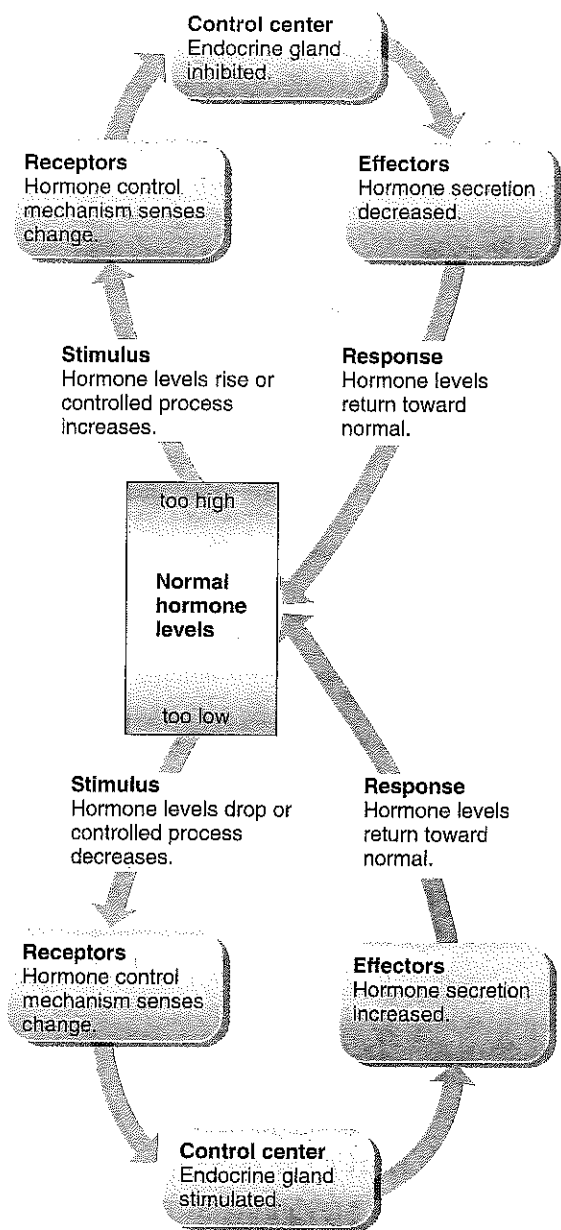 Control center
Endocrine gland
inhibited.
Receptors
Hormone control
mechanism senses
change.
Effectors
Hormone secretion
decreased.
Stimulus
Hormone levels rise or
controlled process
increases.
Response
Hormone levels
return toward
normal.
too high
Normal
hormone
levels
too low
Stimulus
Hormone levels drop or
controlled process
decreases.
Response
Hormone levels
return toward
normal.
Receptors
Hormone control
mechanism senses
change.
Effectors
Hormone secretion
increased.
Control center
Endocrine gland
stimulated.